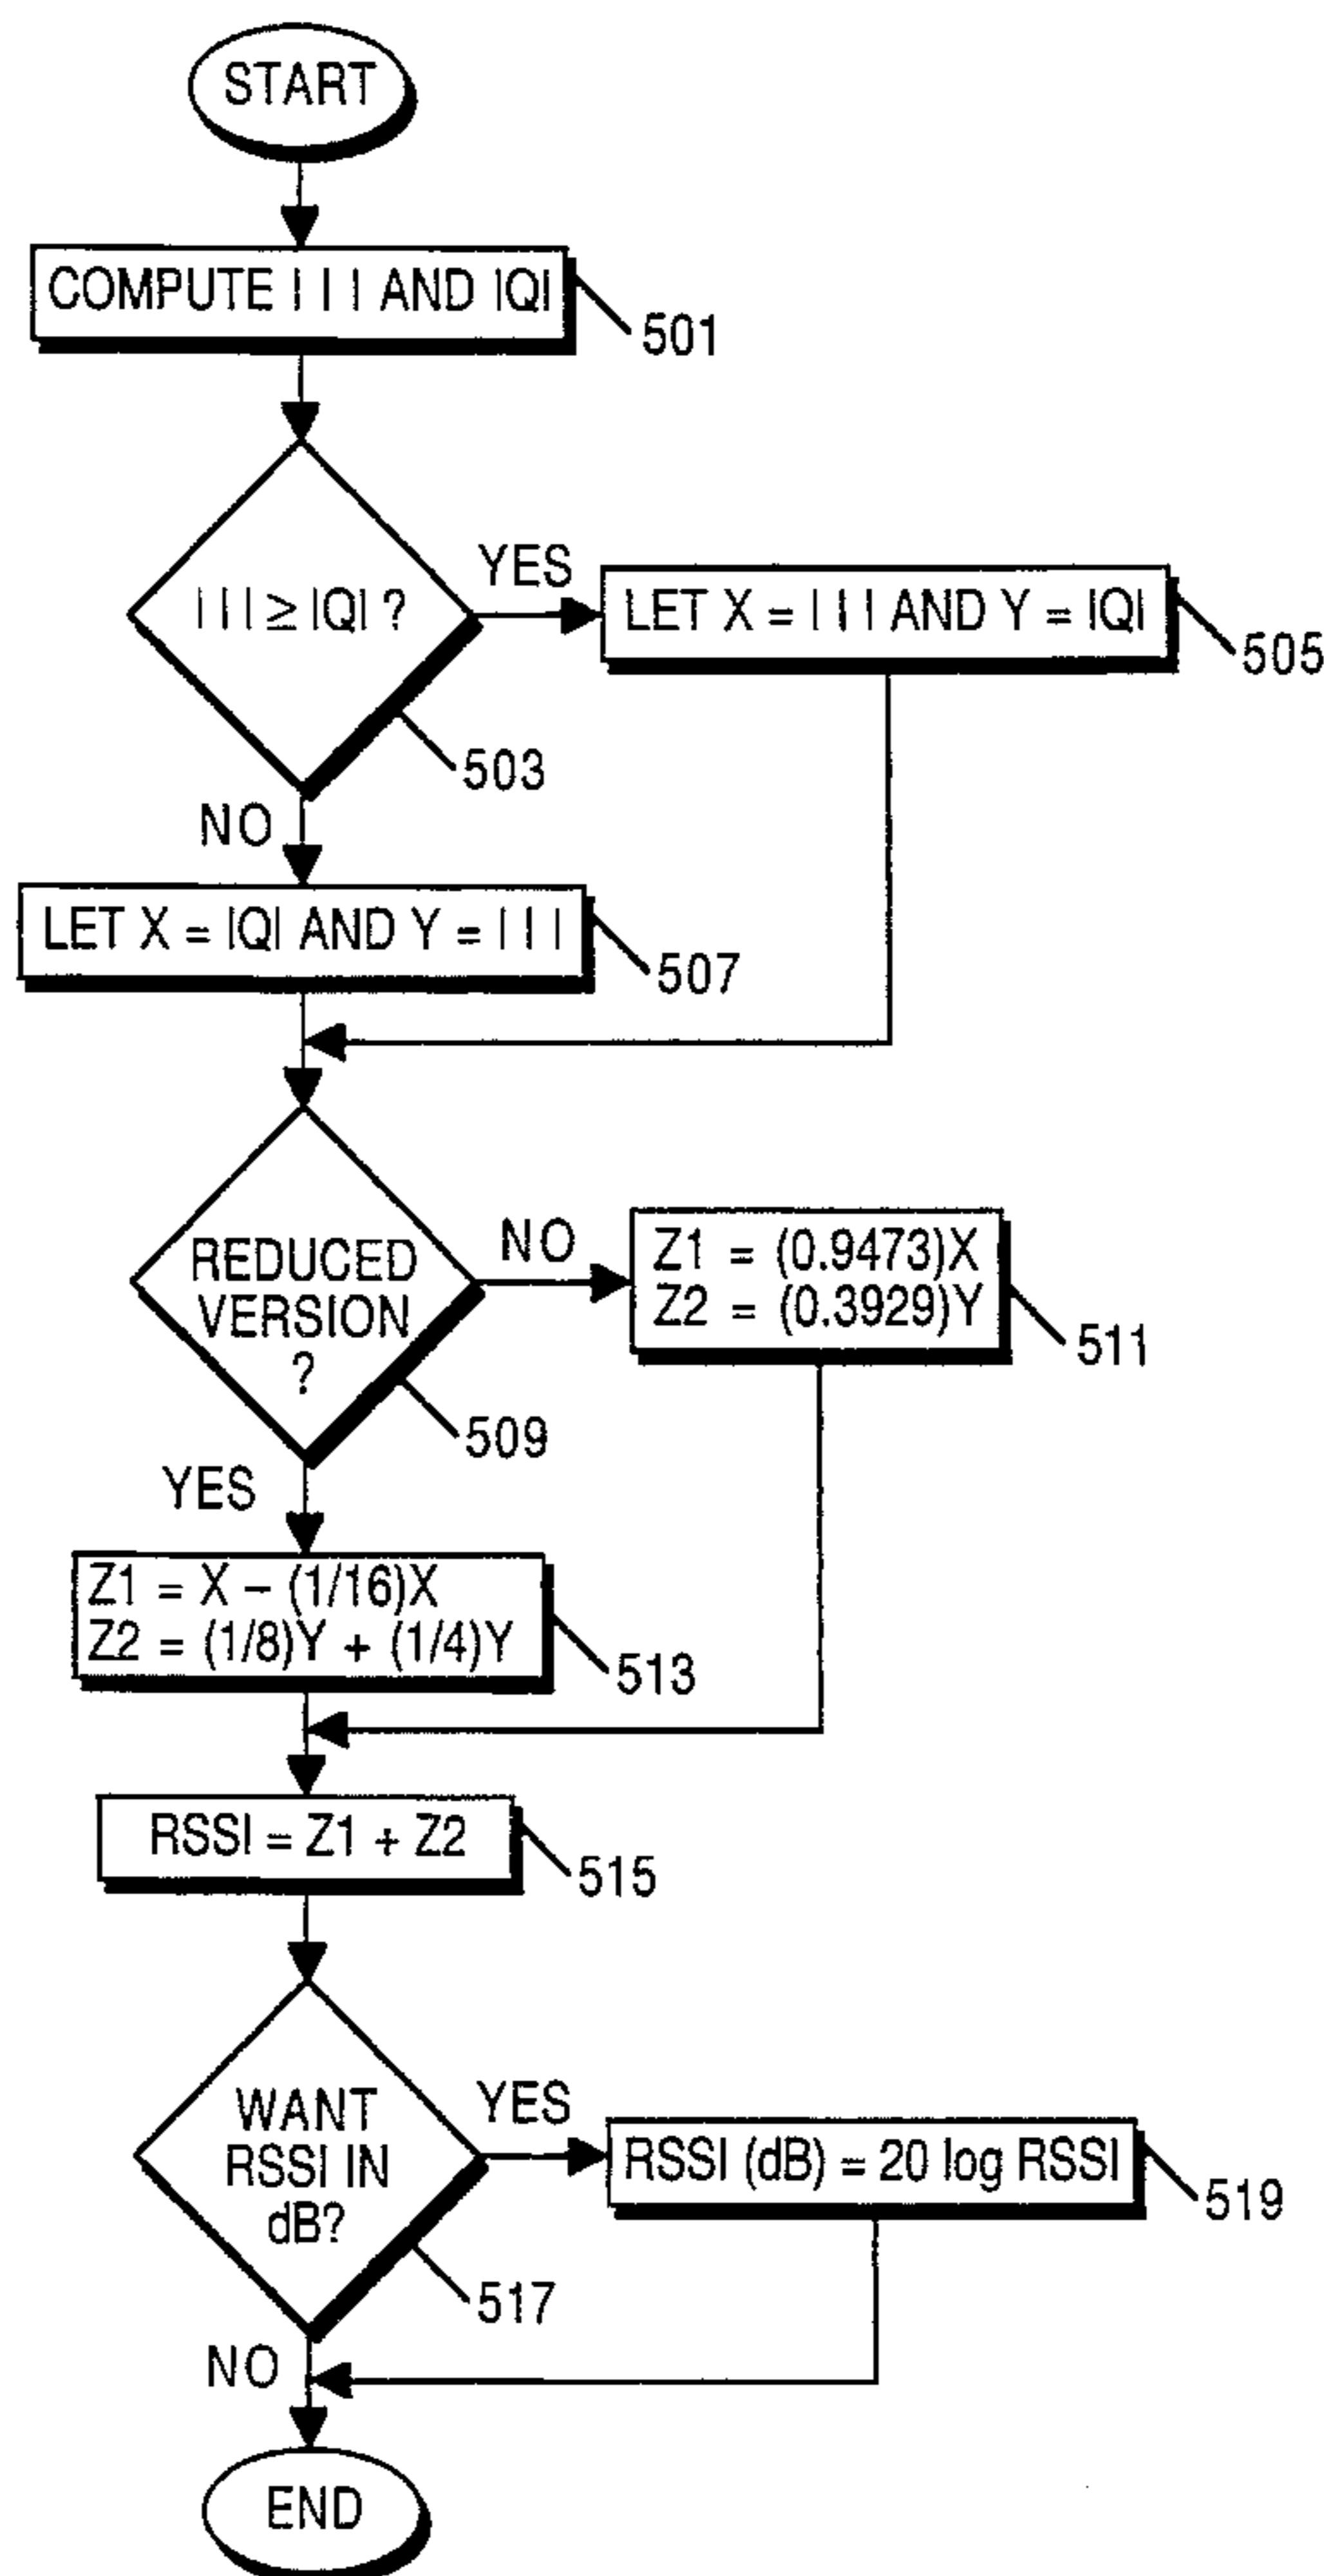 START
COMPUTE | I | AND |Q|
501
| I | ≥ |Q| ?
YES
LET X = | I | AND Y = |Q|
505
503
NO
LET X = |Q| AND Y = | I |
507
REDUCED
VERSION
?
NO
Z1 = (0.9473)X
Z2 = (0.3929)Y
511
509
YES
Z1 = X – (1/16)X
Z2 = (1/8)Y + (1/4)Y
513
RSSI = Z1 + Z2
515
WANT
RSSI IN
dB?
YES
RSSI (dB) = 20 log RSSI
519
517
NO
END